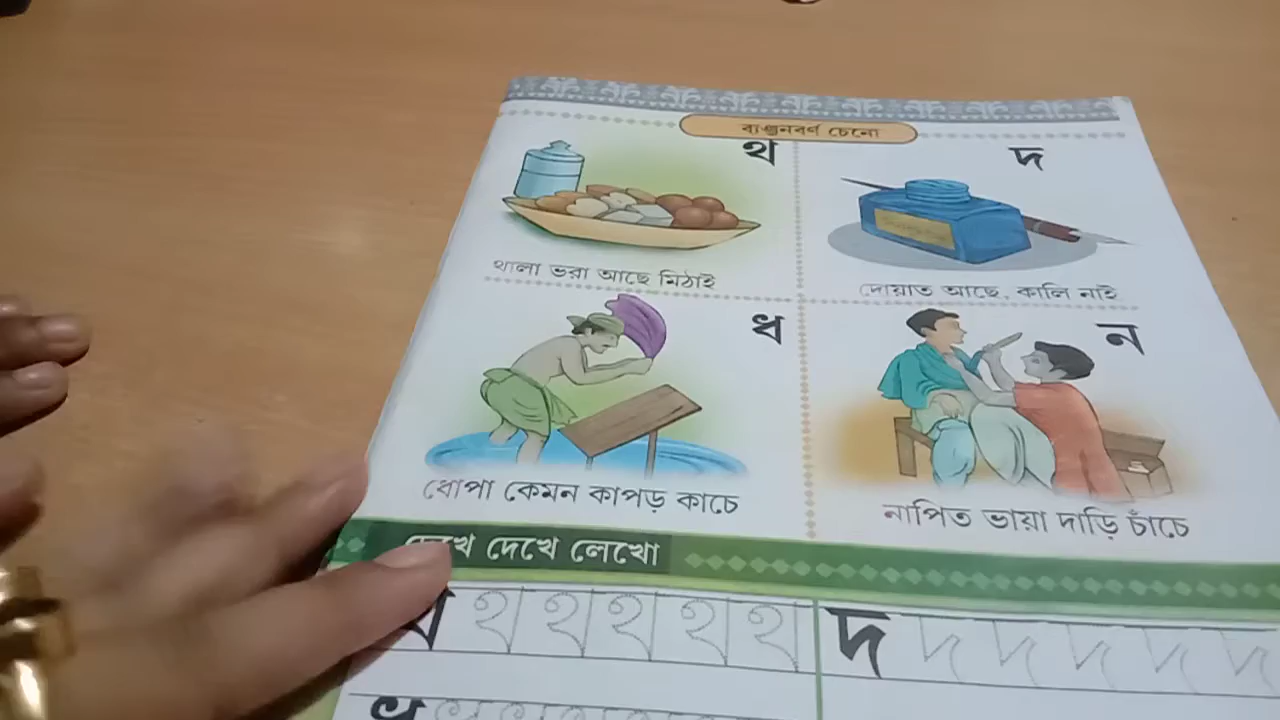 ব্যঞ্জনবর্ণ চেনো
থ
দ
থালা ভরা আছে মিঠাই
দোয়াত আছে, কালি নাই
ধ
ন
ধোপা কেমন কাপড় কাচে
নাপিত ভায়া দাড়ি চাঁচে
দেখে দেখে লেখো
থ থ থ থ থ থ
দ দ দ দ দ দ